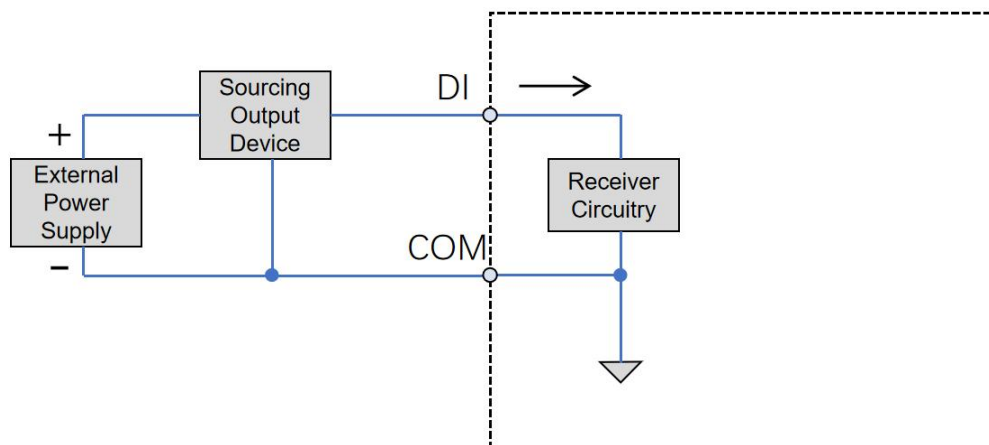 Sourcing
Output
Device
DI
+
External
Power
Supply
Receiver
Circuitry
COM
−